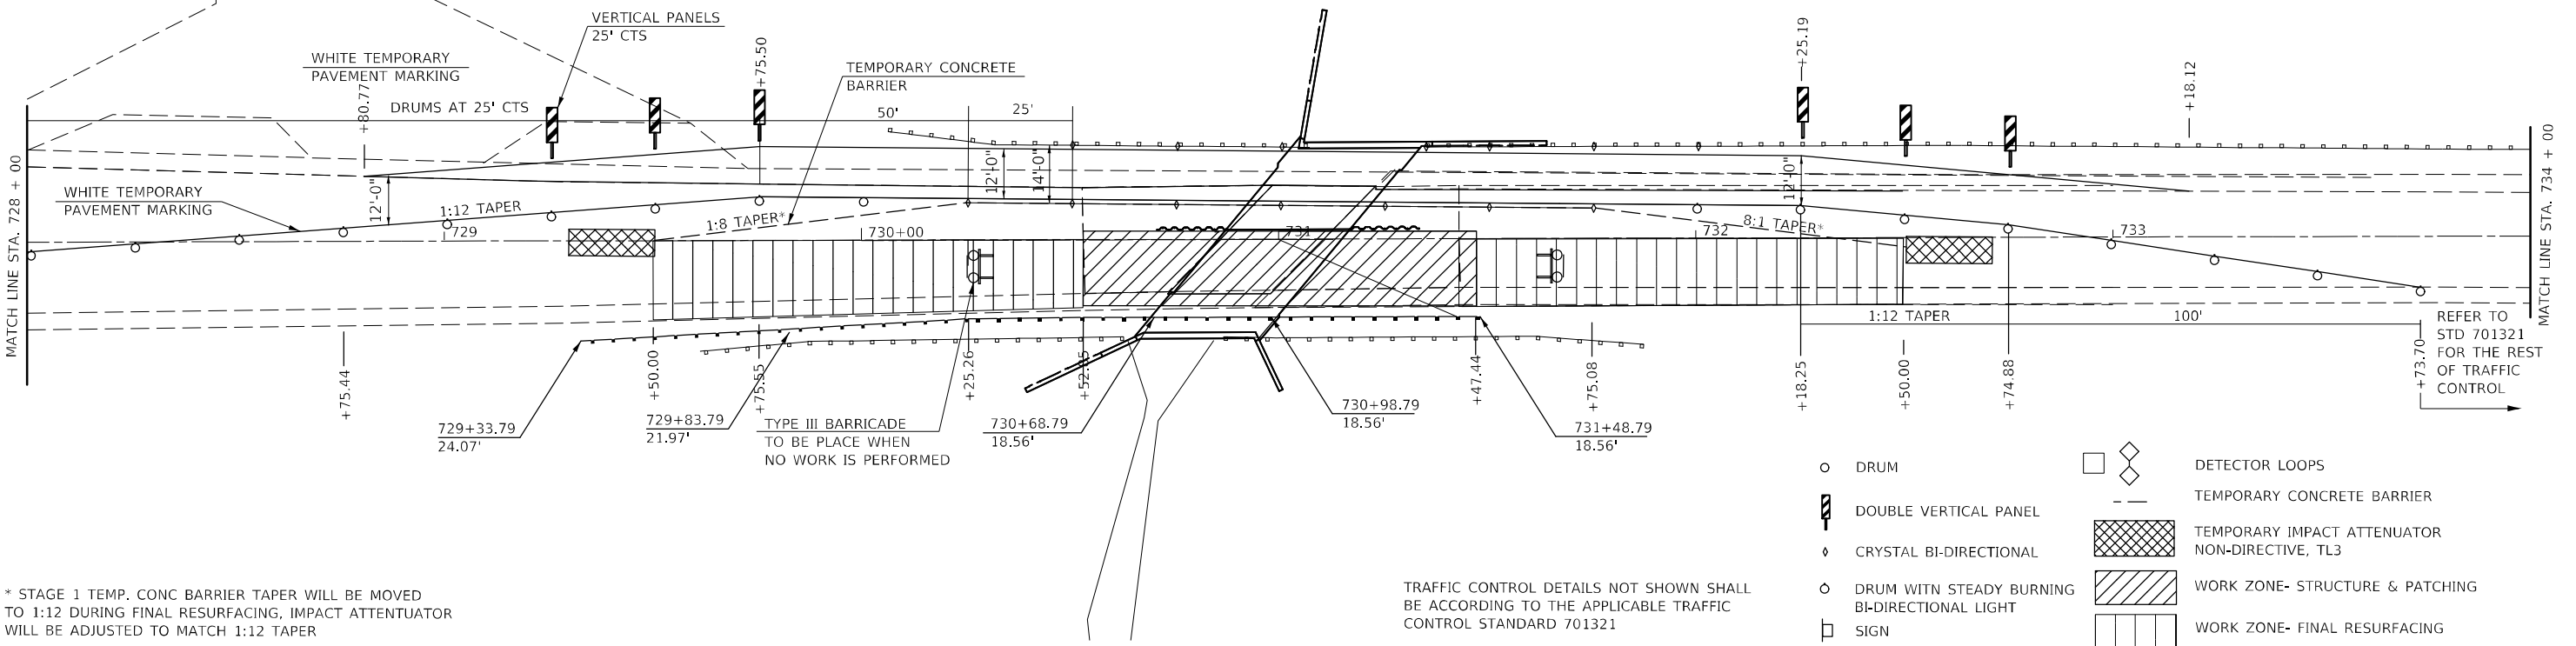 VERTICAL PANELS
25' CTS
WHITE TEMPORARY
PAVEMENT MARKING
+80.77
DRUMS AT 25' CTS
+75.50
TEMPORARY CONCRETE
BARRIER
50'
25'
+25.19
+18.12
MATCH LINE STA. 728 + 00
WHITE TEMPORARY
PAVEMENT MARKING
12'-0"
1:12 TAPER
729
1:8 TAPER*
730+00
12'-0"
14'-0"
731
12'-0"
8:1 TAPER*
732
733
MATCH LINE STA. 734 + 00
+75.44
+50.00
+75.55
+25.26
+52.55
+47.44
+75.08
+18.25
+50.00
+74.88
+73.70
1:12 TAPER
100'
REFER TO
STD 701321
FOR THE REST
OF TRAFFIC
CONTROL
729+33.79
24.07'
729+83.79
21.97'
TYPE III BARRICADE
TO BE PLACE WHEN
NO WORK IS PERFORMED
730+68.79
18.56'
730+98.79
18.56'
731+48.79
18.56'
* STAGE 1 TEMP. CONC BARRIER TAPER WILL BE MOVED
TO 1:12 DURING FINAL RESURFACING, IMPACT ATTENTUATOR
WILL BE ADJUSTED TO MATCH 1:12 TAPER
TRAFFIC CONTROL DETAILS NOT SHOWN SHALL
BE ACCORDING TO THE APPLICABLE TRAFFIC
CONTROL STANDARD 701321
DRUM
DOUBLE VERTICAL PANEL
CRYSTAL BI-DIRECTIONAL
DRUM WITN STEADY BURNING
BI-DIRECTIONAL LIGHT
SIGN
DETECTOR LOOPS
TEMPORARY CONCRETE BARRIER
TEMPORARY IMPACT ATTENUATOR
NON-DIRECTIVE, TL3
WORK ZONE- STRUCTURE & PATCHING
WORK ZONE- FINAL RESURFACING